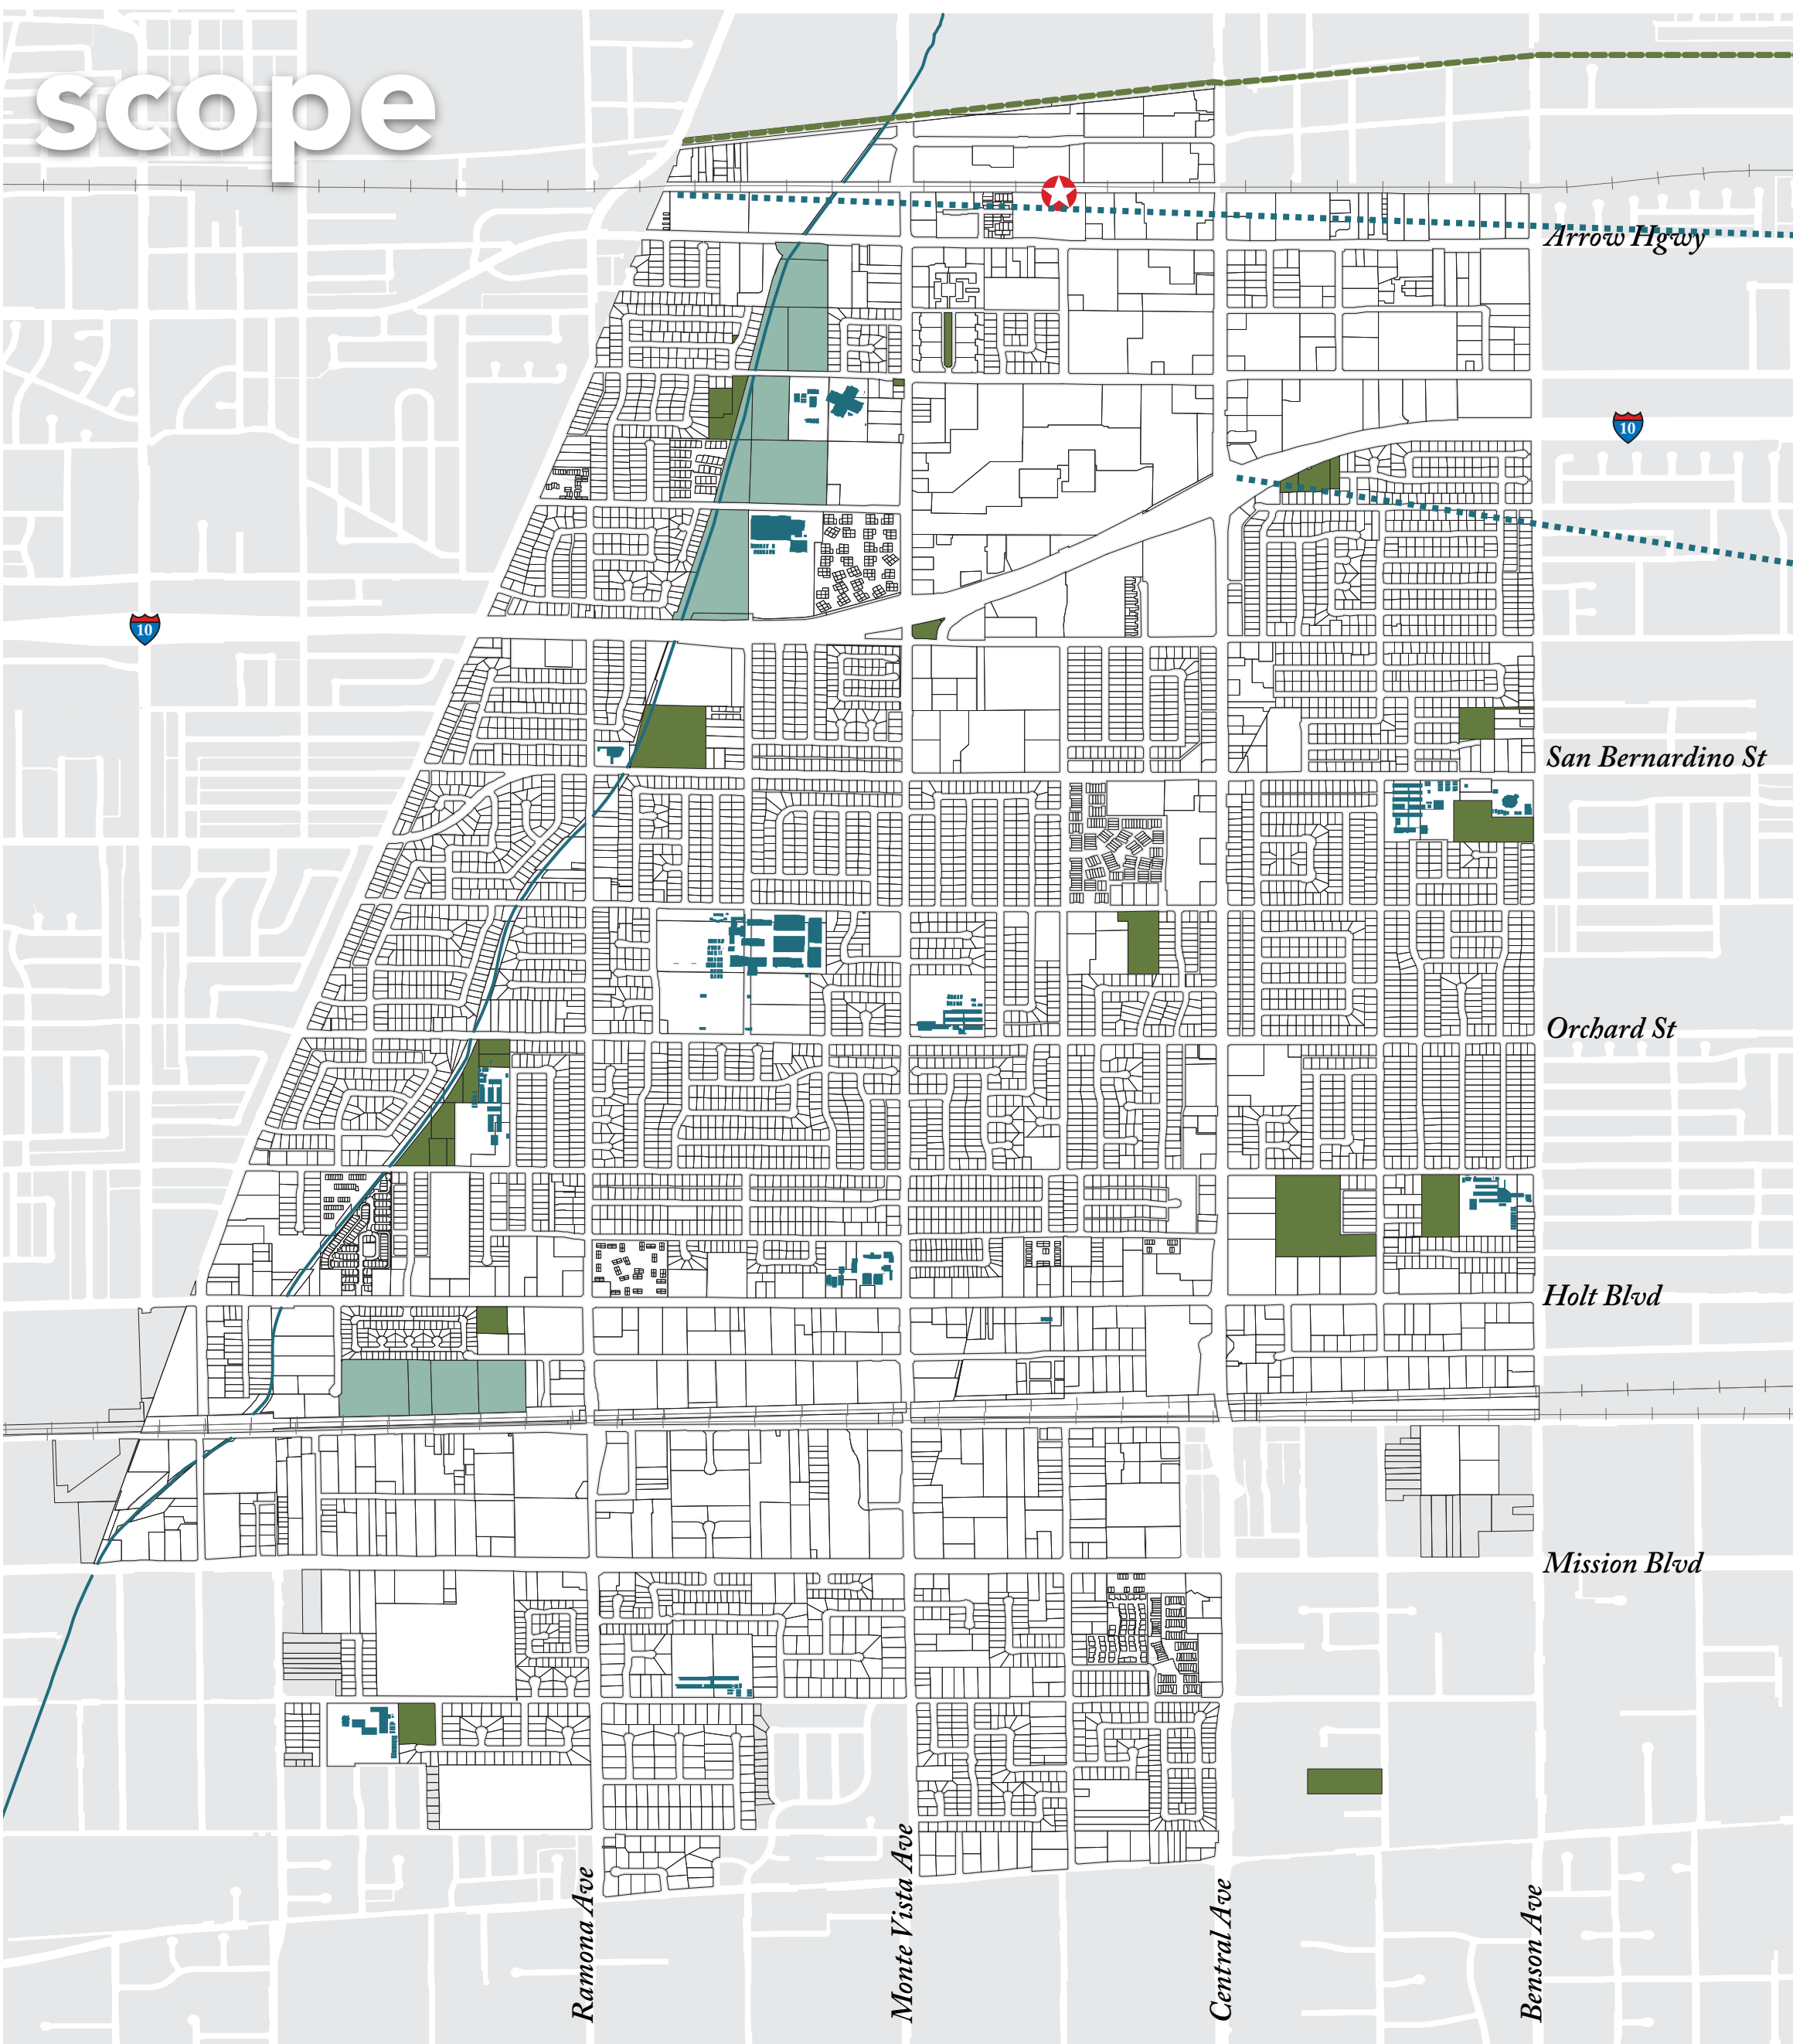 scope
Arrow Hgwy
10
10
San Bernardino St
Orchard St
Holt Blvd
Mission Blvd
Ramona Ave
Monte Vista Ave
Central Ave
Benson Ave